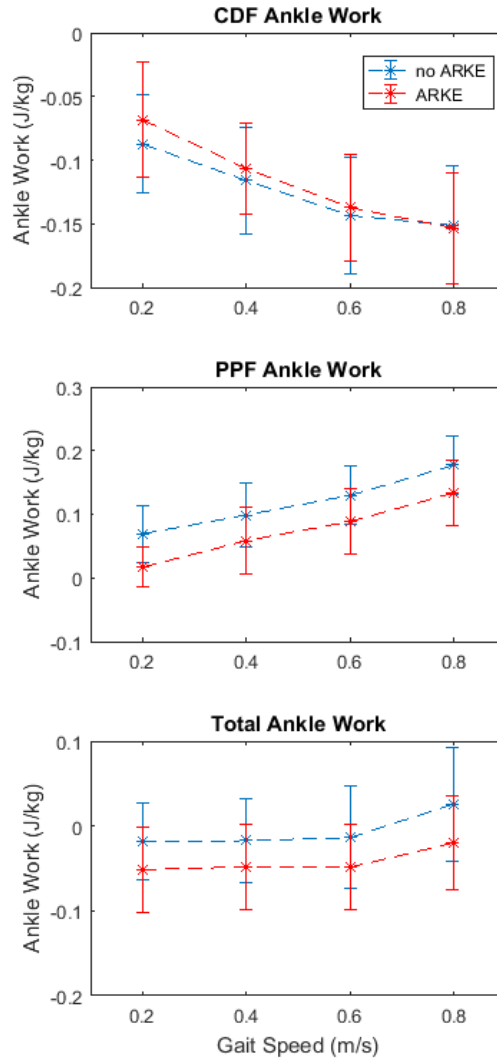 CDF Ankle Work
0
-0.05
-0.1
-0.15
-0.2
Ankle Work (J/kg)
no ARKE
ARKE
0.2 0.4 0.6 0.8
PPF Ankle Work
0.3
0.2
0.1
0
-0.1
Ankle Work (J/kg)
0.2 0.4 0.6 0.8
Total Ankle Work
0.1
0
-0.1
-0.2
Ankle Work (J/kg)
0.2 0.4 0.6 0.8
Gait Speed (m/s)